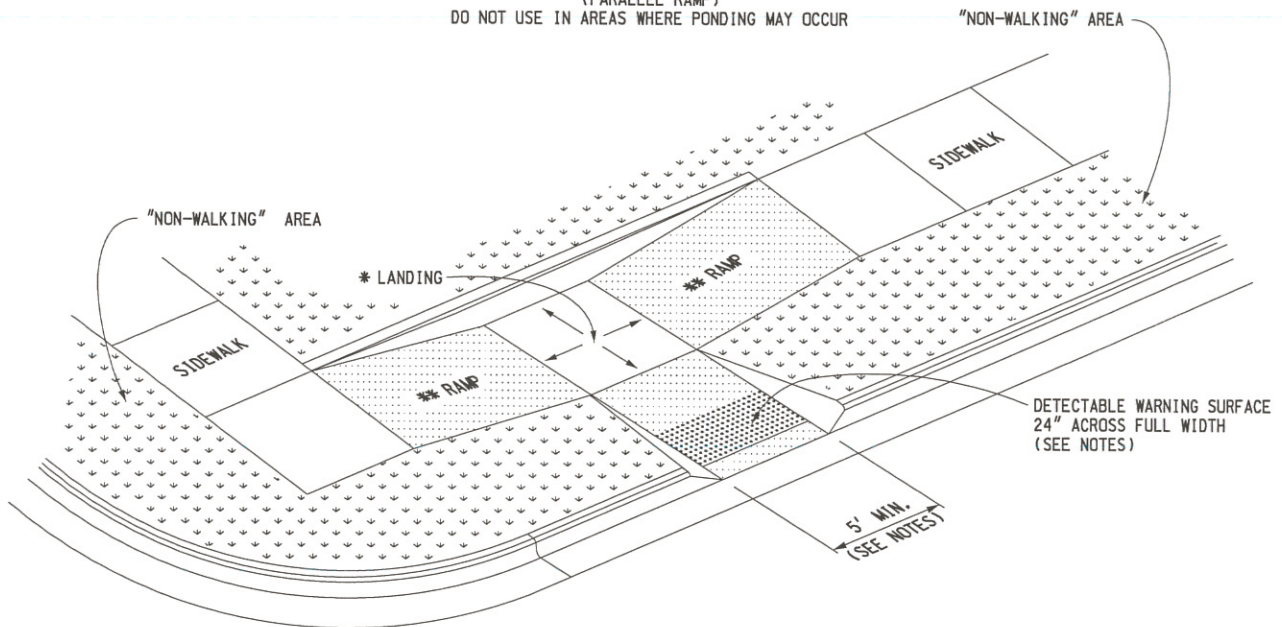 (PARALLEL RAMP)
DO NOT USE IN AREAS WHERE PONDING MAY OCCUR
"NON-WALKING" AREA
SIDEWALK
"NON-WALKING" AREA
* LANDING
** RAMP
SIDEWALK
** RAMP
DETECTABLE WARNING SURFACE
24" ACROSS FULL WIDTH
(SEE NOTES)
5' MIN.
(SEE NOTES)